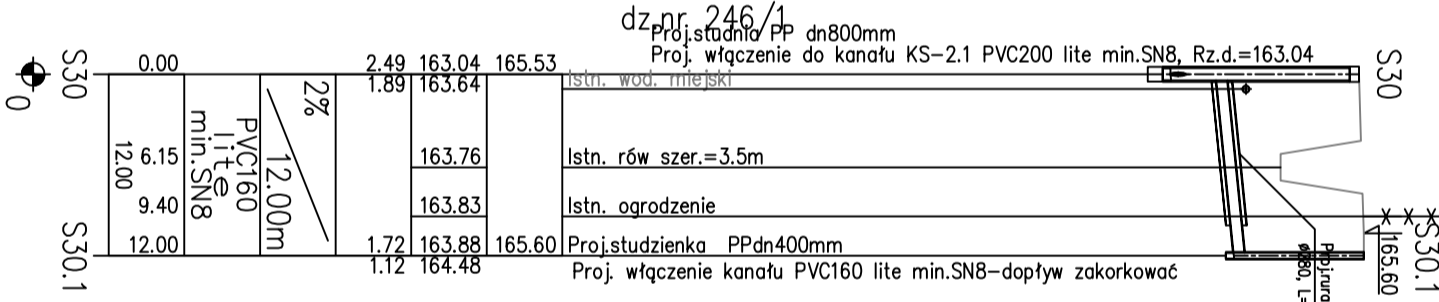 dz.nr. 246/1
Proj.studnia PP dn800mm
Proj. włączenie do kanału KS-2.1 PVC200 lite min.SN8, Rz.d.=163.04
S30
0
0.00
2.49 163.04 165.53
1.89 163.64
Istn. wod. miejski
S30
2%
12.00m
PVC160
lite
min.SN8
12.00
6.15
163.76
Istn. rów szer.=3.5m
9.40
163.83
Istn. ogrodzenie
S30.1
12.00
1.72 163.88 165.60
Proj.studzienka PPdn400mm
1.12 164.48
Proj. włączenie kanału PVC160 lite min.SN8-dopływ zakorkować
165.60
S30.1